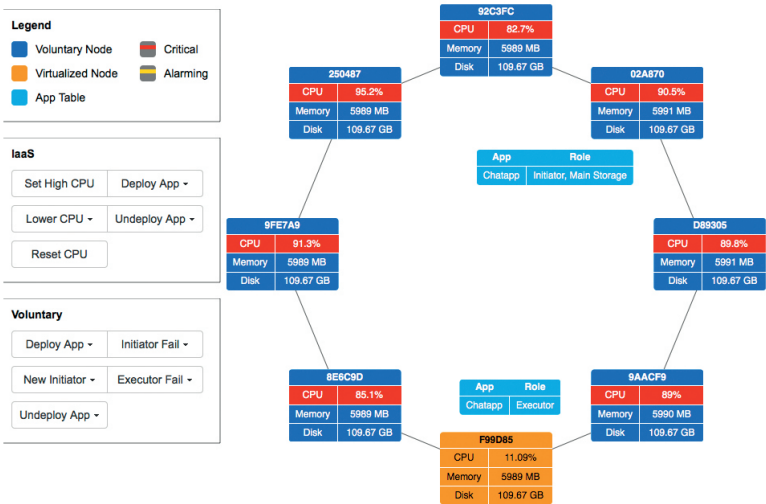 Legend
Voluntary Node
Critical
Virtualized Node
Alarming
App Table
IaaS
Set High CPU
Deploy App
Lower CPU
Undeploy App
Reset CPU
Voluntary
Deploy App
Initiator Fail
New Initiator
Executor Fail
Undeploy App
92C3FC
CPU 82.7%
Memory 5989 MB
Disk 109.67 GB
250487
CPU 95.2%
Memory 5989 MB
Disk 109.67 GB
02A870
CPU 90.5%
Memory 5991 MB
Disk 109.67 GB
App Role
Chatapp Initiator, Main Storage
9FE7A9
CPU 91.3%
Memory 5989 MB
Disk 109.67 GB
D89305
CPU 89.8%
Memory 5991 MB
Disk 109.67 GB
8E6C9D
CPU 85.1%
Memory 5989 MB
Disk 109.67 GB
App Role
Chatapp Executor
9AACF9
CPU 89%
Memory 5990 MB
Disk 109.67 GB
F99D85
CPU 11.09%
Memory 5989 MB
Disk 109.67 GB